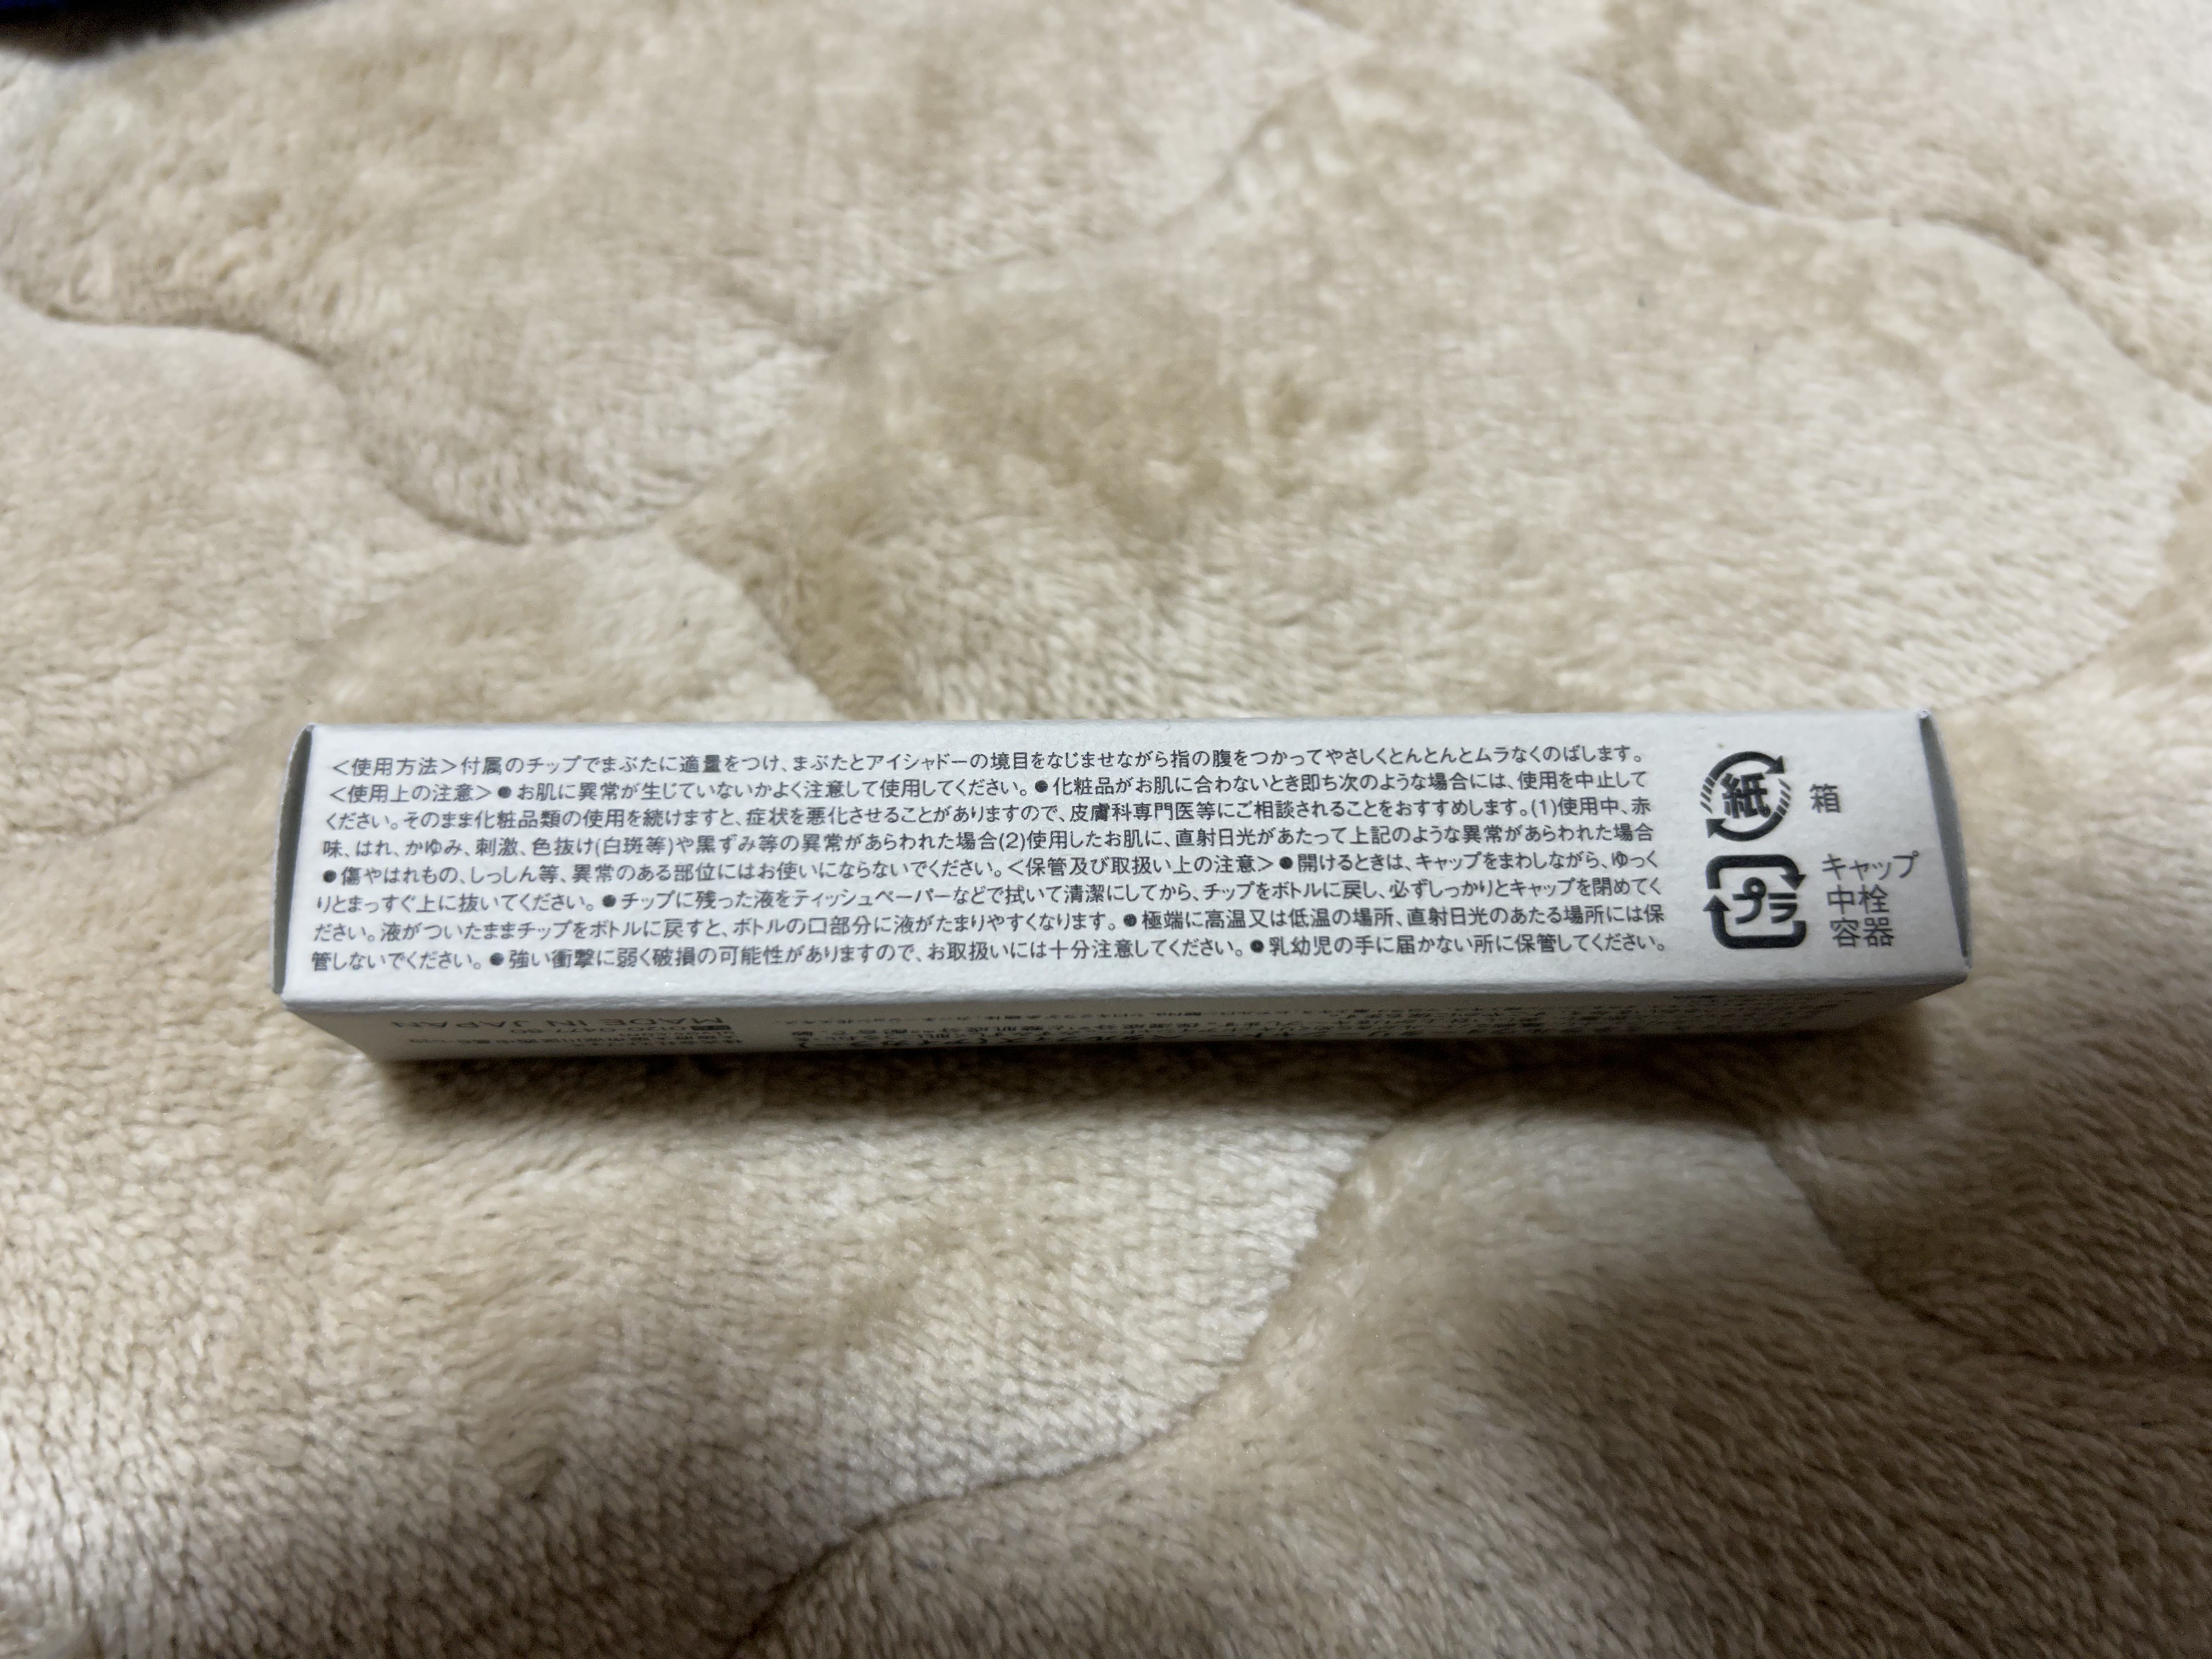 <使用方法>付属のチップでまぶたに適量をつけ、まぶたとアイシャドーの境目をなじませながら指の腹をつかってやさしくとんとんとムラなくのばします。
<使用上の注意>●お肌に異常が生じていないかよく注意して使用してください。●化粧品がお肌に合わないとき即ち次のような場合には、使用を中止して
ください。そのまま化粧品類の使用を続けますと、症状を悪化させることがありますので、皮膚科専門医等にご相談されることをおすすめします。(1)使用中、赤
味、はれ、かゆみ、刺激、色抜け(白斑等)や黒ずみ等の異常があらわれた場合(2)使用したお肌に、直射日光があたって上記のような異常があらわれた場合
●傷やはれもの、しっしん等、異常のある部位にはお使いにならないでください。<保管及び取扱い上の注意>●開けるときは、キャップをまわしながら、ゆっく
りとまっすぐ上に抜いてください。●チップに残った液をティッシュペーパーなどで拭いて清潔にしてから、チップをボトルに戻し、必ずしっかりとキャップを閉めてく
ださい。液がついたままチップをボトルに戻すと、ボトルの口部分に液がたまりやすくなります。●極端に高温又は低温の場所、直射日光のあたる場所には保
管しないでください。●強い衝撃に弱く破損の可能性がありますので、お取扱いには十分注意してください。●乳幼児の手に届かない所に保管してください。
紙 箱
プラ キャップ
中栓
容器
MADE IN JAPAN